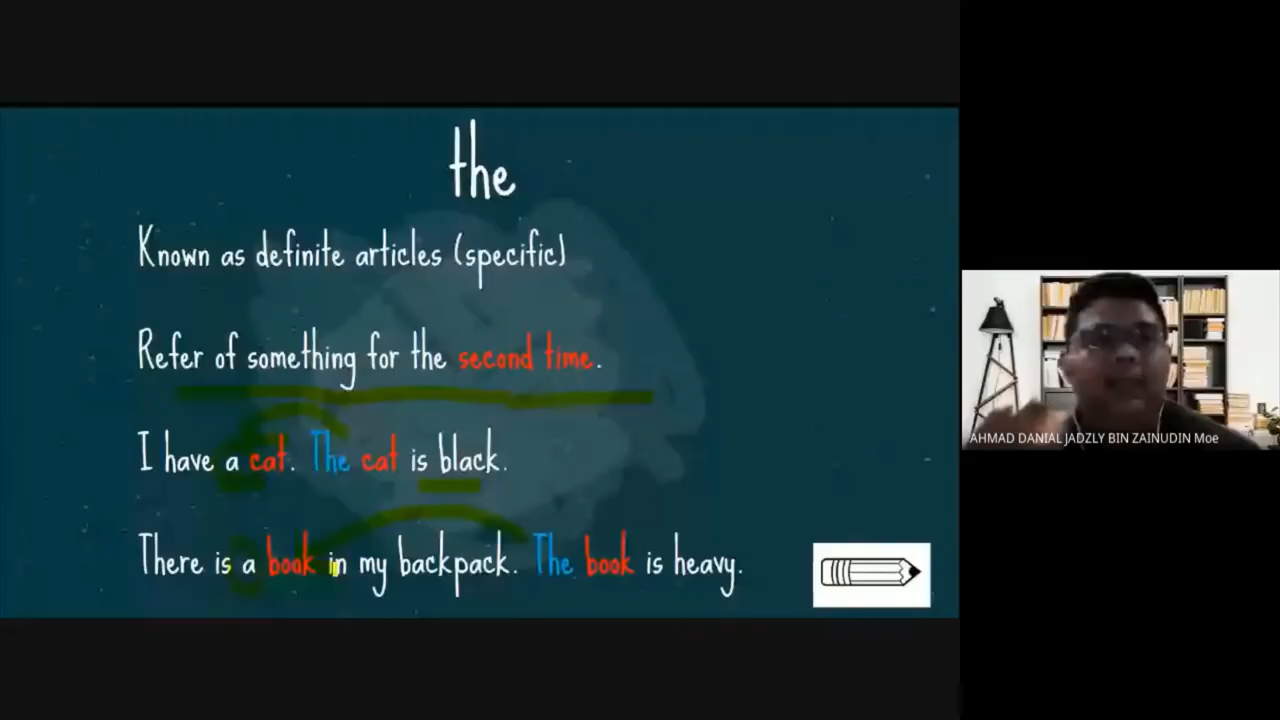 the
Known as definite articles (specific)
Refer of something for the second time.
I have a cat. The cat is black.
There is a book in my backpack. The book is heavy.
AHMAD DANIAL JADZLY BIN ZAINUDIN Moe